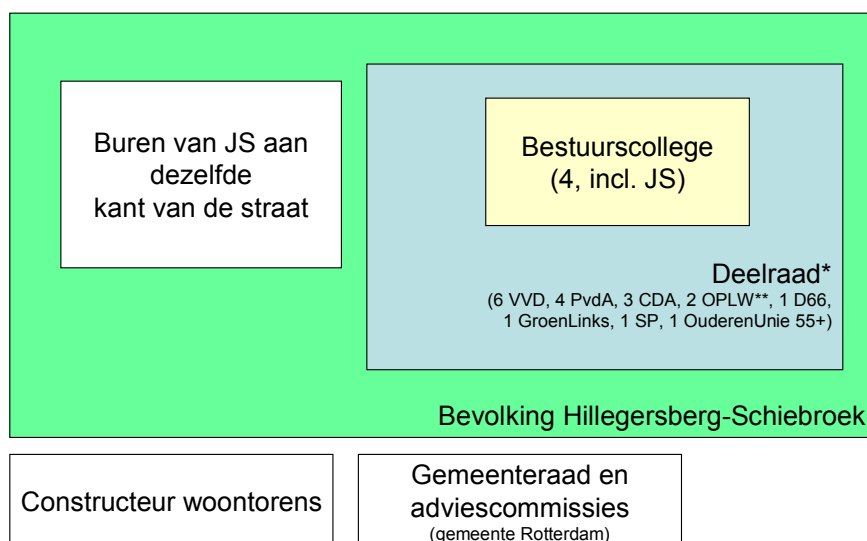 Buren van JS aan
dezelfde
kant van de straat
Bestuurscollege
(4, incl. JS)
Deelraad*
(6 VVD, 4 PvdA, 3 CDA, 2 OPLW**, 1 D66,
1 GroenLinks, 1 SP, 1 OuderenUnie 55+)
Bevolking Hillegersberg-Schiebroek
Constructeur woontorens
Gemeenteraad en
adviescommissies
(gemeente Rotterdam)